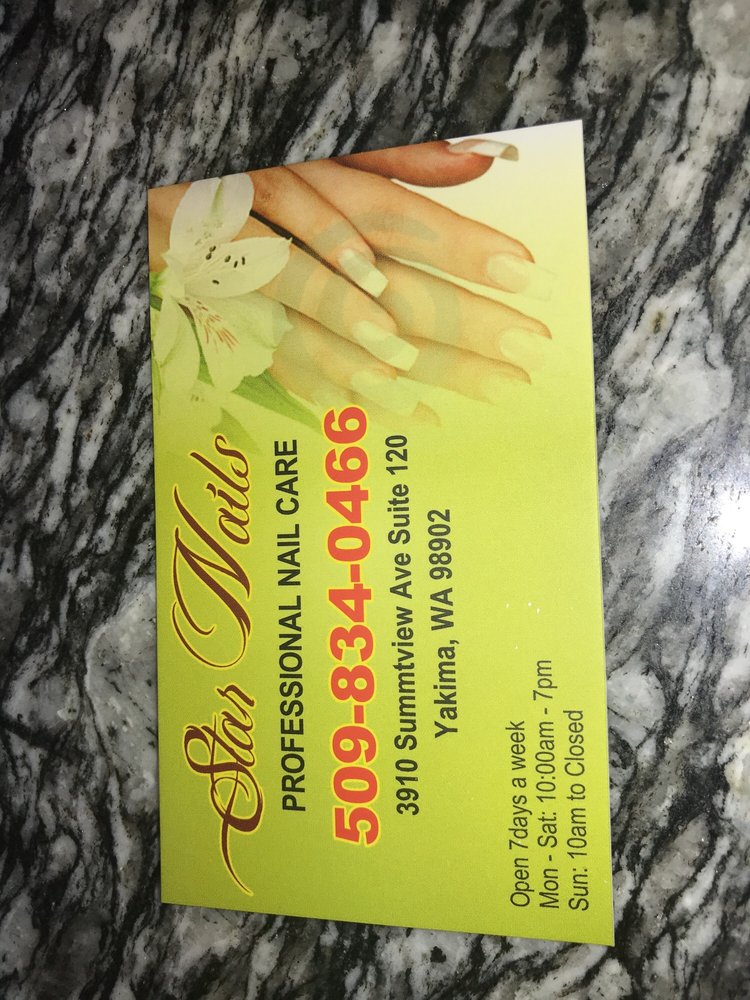 Star Nails
PROFESSIONAL NAIL CARE
509-834-0466
3910 Summtview Ave Suite 120
Yakima, WA 98902
Open 7days a week
Mon - Sat: 10:00am - 7pm
Sun: 10am to Closed